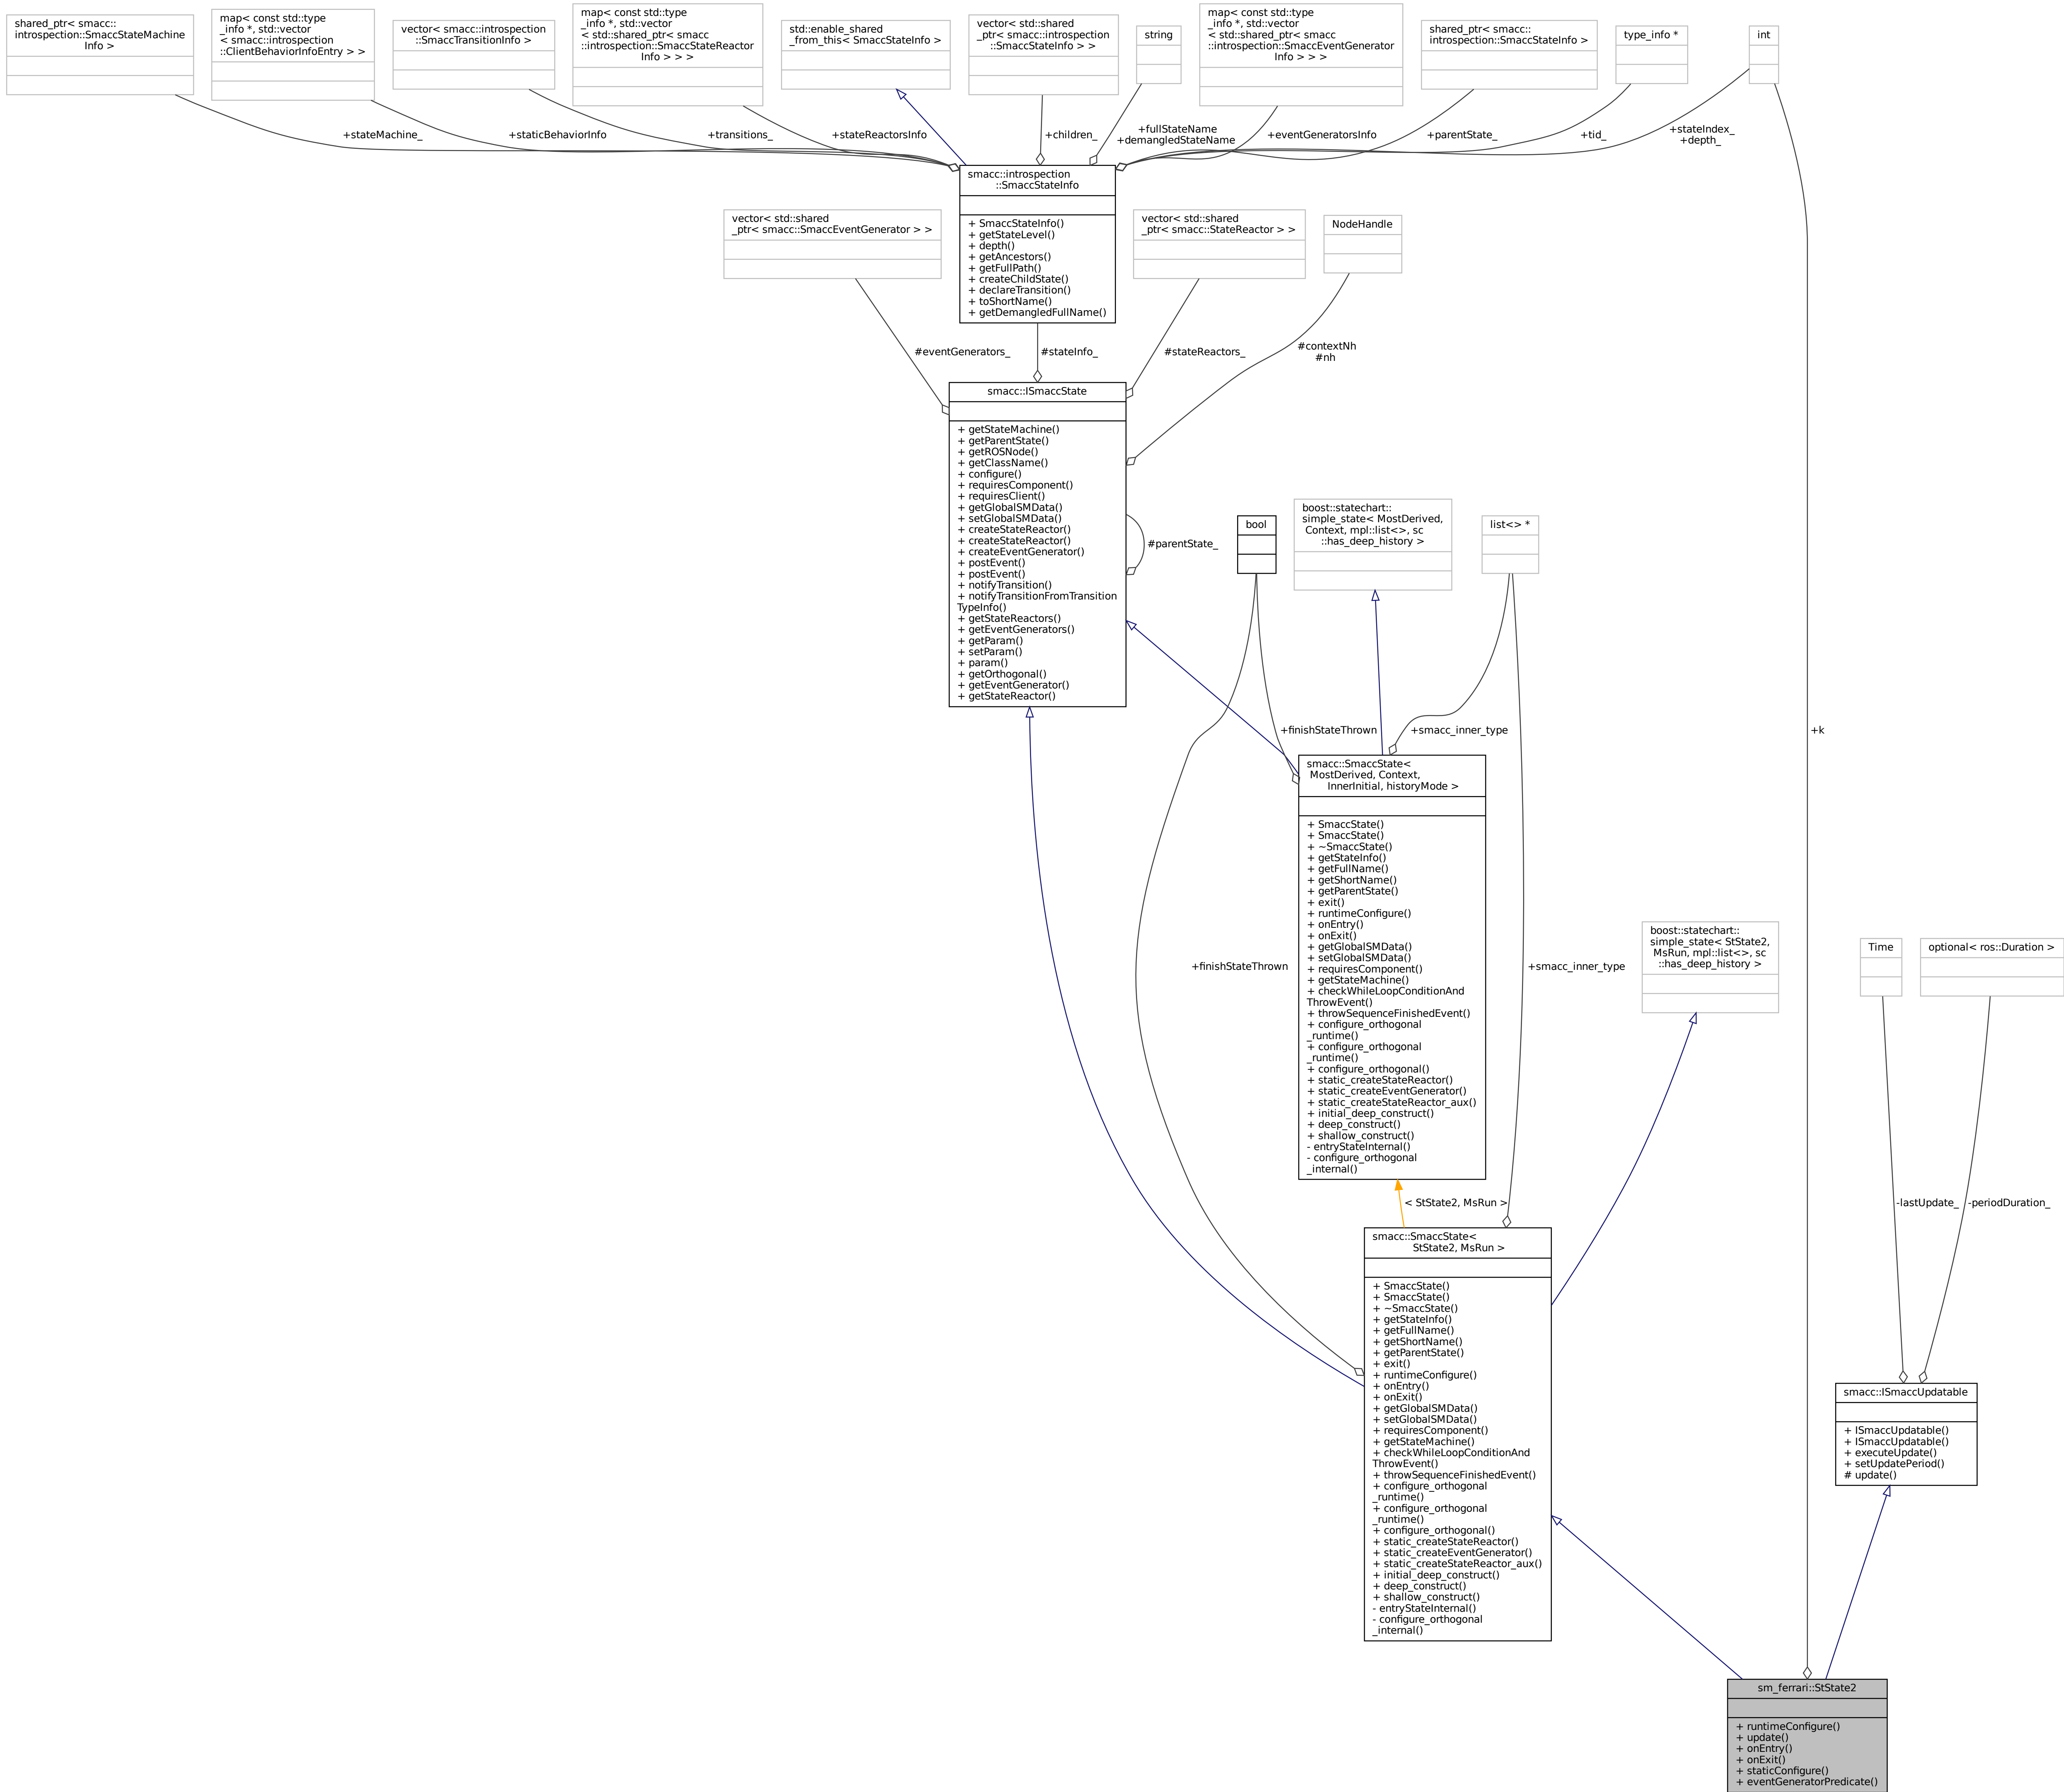 shared_ptr< smacc::
introspection::SmaccStateMachine
Info >
map< const std::type
_info *, std::vector
< smacc::introspection
::ClientBehaviorInfoEntry > >
vector< smacc::introspection
::SmaccTransitionInfo >
map< const std::type
_info *, std::vector
< std::shared_ptr< smacc
::introspection::SmaccStateReactor
Info > > >
std::enable_shared
_from_this< SmaccStateInfo >
vector< std::shared
_ptr< smacc::introspection
::SmaccStateInfo > >
string
map< const std::type
_info *, std::vector
< std::shared_ptr< smacc
::introspection::SmaccEventGenerator
Info > > >
shared_ptr< smacc::
introspection::SmaccStateInfo >
type_info *
int
+stateMachine_
+staticBehaviorInfo
+transitions_
+stateReactorsInfo
+children_
+fullStateName
+demangledStateName
+eventGeneratorsInfo
+parentState_
+tid_
+stateIndex_
+depth_
smacc::introspection
::SmaccStateInfo
+ SmaccStateInfo()
+ getStateLevel()
+ depth()
+ getAncestors()
+ getFullPath()
+ createChildState()
+ declareTransition()
+ toShortName()
+ getDemangledFullName()
vector< std::shared
_ptr< smacc::SmaccEventGenerator > >
vector< std::shared
_ptr< smacc::StateReactor > >
NodeHandle
#eventGenerators_
#stateInfo_
#stateReactors_
#contextNh
#nh
smacc::ISmaccState
+ getStateMachine()
+ getParentState()
+ getROSNode()
+ getClassName()
+ configure()
+ requiresComponent()
+ requiresClient()
+ getGlobalSMData()
+ setGlobalSMData()
+ createStateReactor()
+ createStateReactor()
+ createEventGenerator()
+ postEvent()
+ postEvent()
+ notifyTransition()
+ notifyTransitionFromTransition
TypeInfo()
+ getStateReactors()
+ getEventGenerators()
+ getParam()
+ setParam()
+ param()
+ getOrthogonal()
+ getEventGenerator()
+ getStateReactor()
#parentState_
bool
boost::statechart::
simple_state< MostDerived,
Context, mpl::list<>, sc
::has_deep_history >
list<> *
+finishStateThrown
+smacc_inner_type
+k
smacc::SmaccState<
MostDerived, Context,
InnerInitial, historyMode >
+ SmaccState()
+ SmaccState()
+ ~SmaccState()
+ getStateInfo()
+ getFullName()
+ getShortName()
+ getParentState()
+ exit()
+ runtimeConfigure()
+ onEntry()
+ onExit()
+ getGlobalSMData()
+ setGlobalSMData()
+ requiresComponent()
+ getStateMachine()
+ checkWhileLoopConditionAnd
ThrowEvent()
+ throwSequenceFinishedEvent()
+ configure_orthogonal
_runtime()
+ configure_orthogonal
_runtime()
+ configure_orthogonal()
+ static_createStateReactor()
+ static_createEventGenerator()
+ static_createStateReactor_aux()
+ initial_deep_construct()
+ deep_construct()
+ shallow_construct()
- entryStateInternal()
- configure_orthogonal
_internal()
+finishStateThrown
+smacc_inner_type
boost::statechart::
simple_state< StState2,
MsRun, mpl::list<>, sc
::has_deep_history >
Time
optional< ros::Duration >
< StState2, MsRun >
-lastUpdate_
-periodDuration_
smacc::SmaccState<
StState2, MsRun >
+ SmaccState()
+ SmaccState()
+ ~SmaccState()
+ getStateInfo()
+ getFullName()
+ getShortName()
+ getParentState()
+ exit()
+ runtimeConfigure()
+ onEntry()
+ onExit()
+ getGlobalSMData()
+ setGlobalSMData()
+ requiresComponent()
+ getStateMachine()
+ checkWhileLoopConditionAnd
ThrowEvent()
+ throwSequenceFinishedEvent()
+ configure_orthogonal
_runtime()
+ configure_orthogonal
_runtime()
+ configure_orthogonal()
+ static_createStateReactor()
+ static_createEventGenerator()
+ static_createStateReactor_aux()
+ initial_deep_construct()
+ deep_construct()
+ shallow_construct()
- entryStateInternal()
- configure_orthogonal
_internal()
smacc::ISmaccUpdatable
+ ISmaccUpdatable()
+ ISmaccUpdatable()
+ executeUpdate()
+ setUpdatePeriod()
# update()
sm_ferrari::StState2
+ runtimeConfigure()
+ update()
+ onEntry()
+ onExit()
+ staticConfigure()
+ eventGeneratorPredicate()